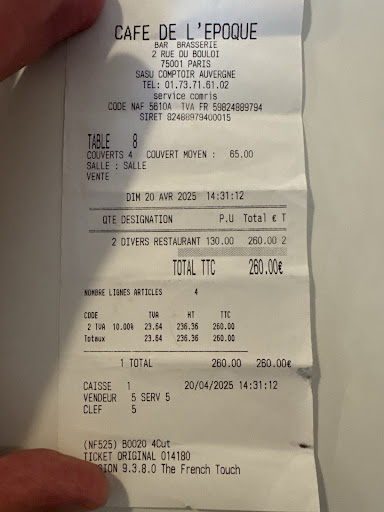 CAFE DE L'EPOQUE
BAR BRASSERIE
2 RUE DU BOULOI
75001 PARIS
SASU COMPTOIR AUVERGNE
TEL: 01.73.71.61.02
service comris
CODE NAF 5610A TVA FR 59824889794
SIRET 82488979400015
TABLE 8
COUVERTS 4 COUVERT MOYEN : 65.00
SALLE : SALLE
VENTE
DIM 20 AVR 2025 14:31:12
QTE DESIGNATION P.U Total € T
2 DIVERS RESTAURANT 130.00 260.00 2
TOTAL TTC 260.00€
NOMBRE LIGNES ARTICLES 4
CODE TVA HT TTC
2 TVA 10.00% 23.64 236.36 260.00
Totaux 23.64 236.36 260.00
1 TOTAL 260.00 260.00€
CAISSE 1 20/04/2025 14:31:12
VENDEUR 5 SERV 5
CLEF 5
(NF525) B0020 4Cut
TICKET ORIGINAL 014180
9.3.8.0 The French Touch